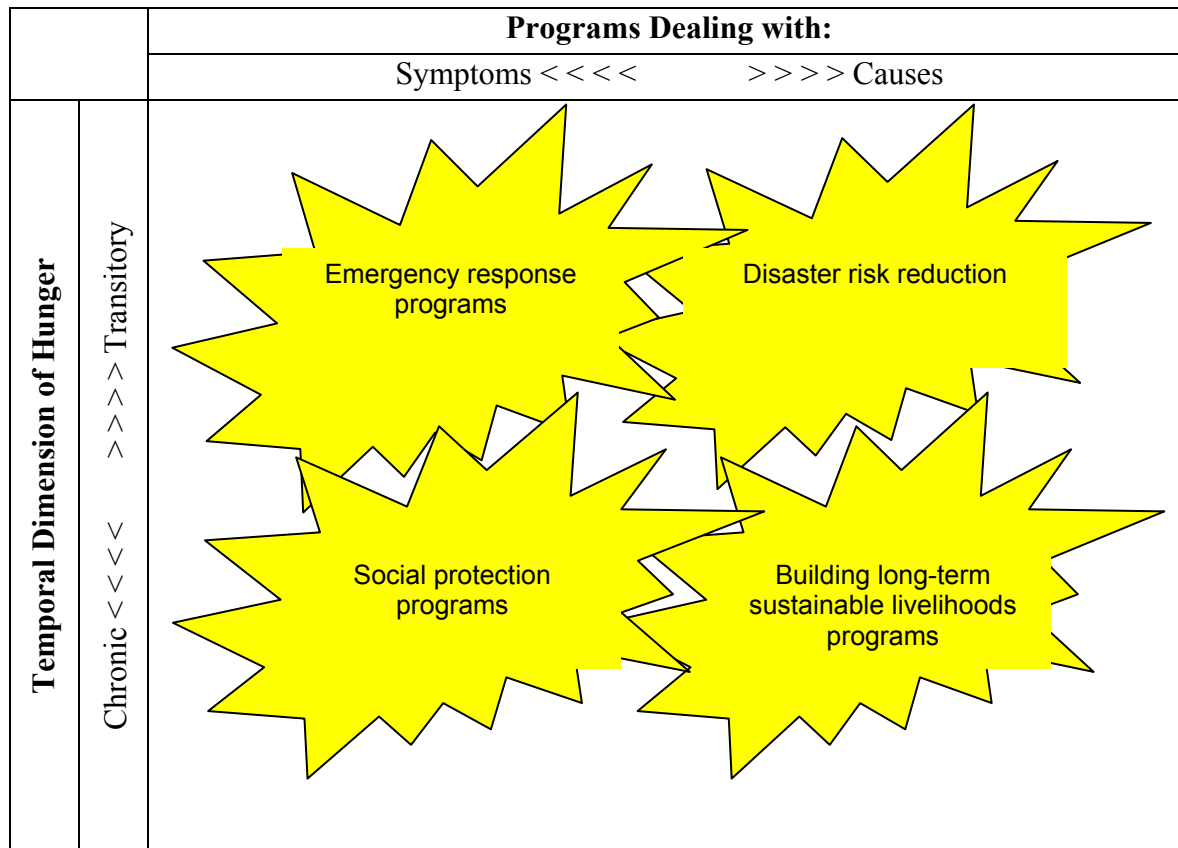 Programs Dealing with:
Symptoms < < < < > > > > Causes
Temporal Dimension of Hunger
Chronic < < < < > > > > Transitory
Emergency response
programs
Disaster risk reduction
Social protection
programs
Building long-term
sustainable livelihoods
programs